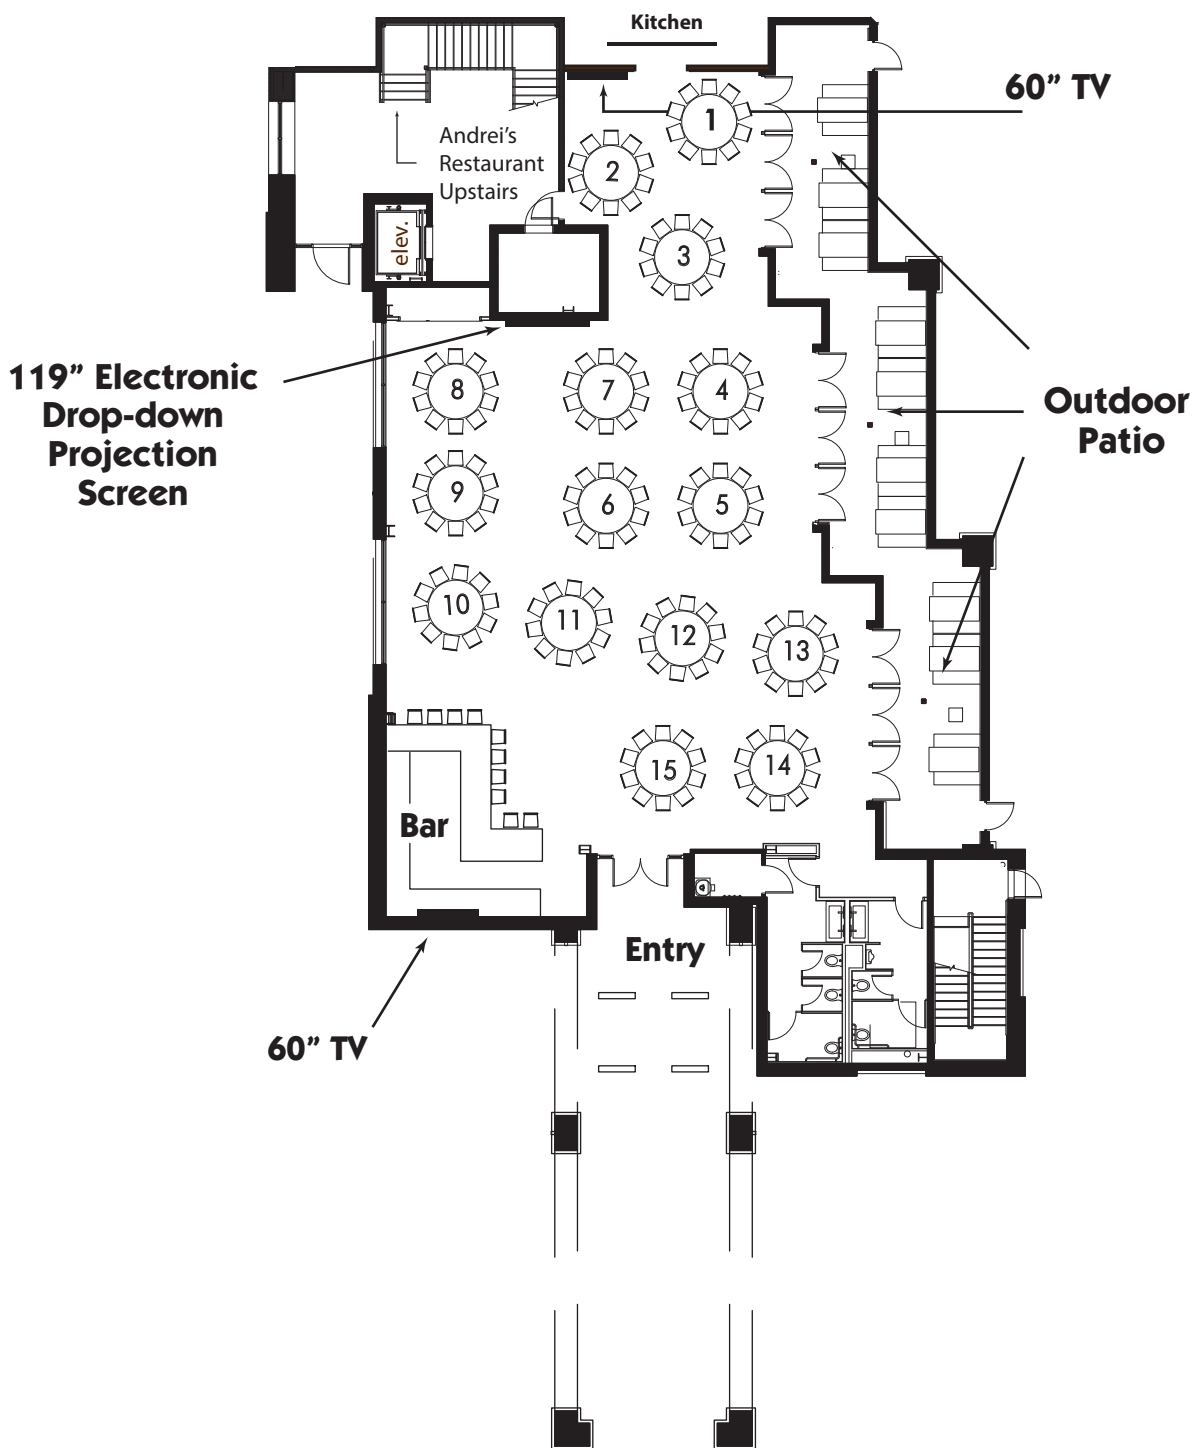 Kitchen
60” TV
1
Andrei’s
Restaurant
Upstairs
2
elev.
3
119” Electronic
Drop-down
Projection
Screen
8
7
4
Outdoor
Patio
9
6
5
10
11
12
13
15
14
Bar
Entry
60” TV